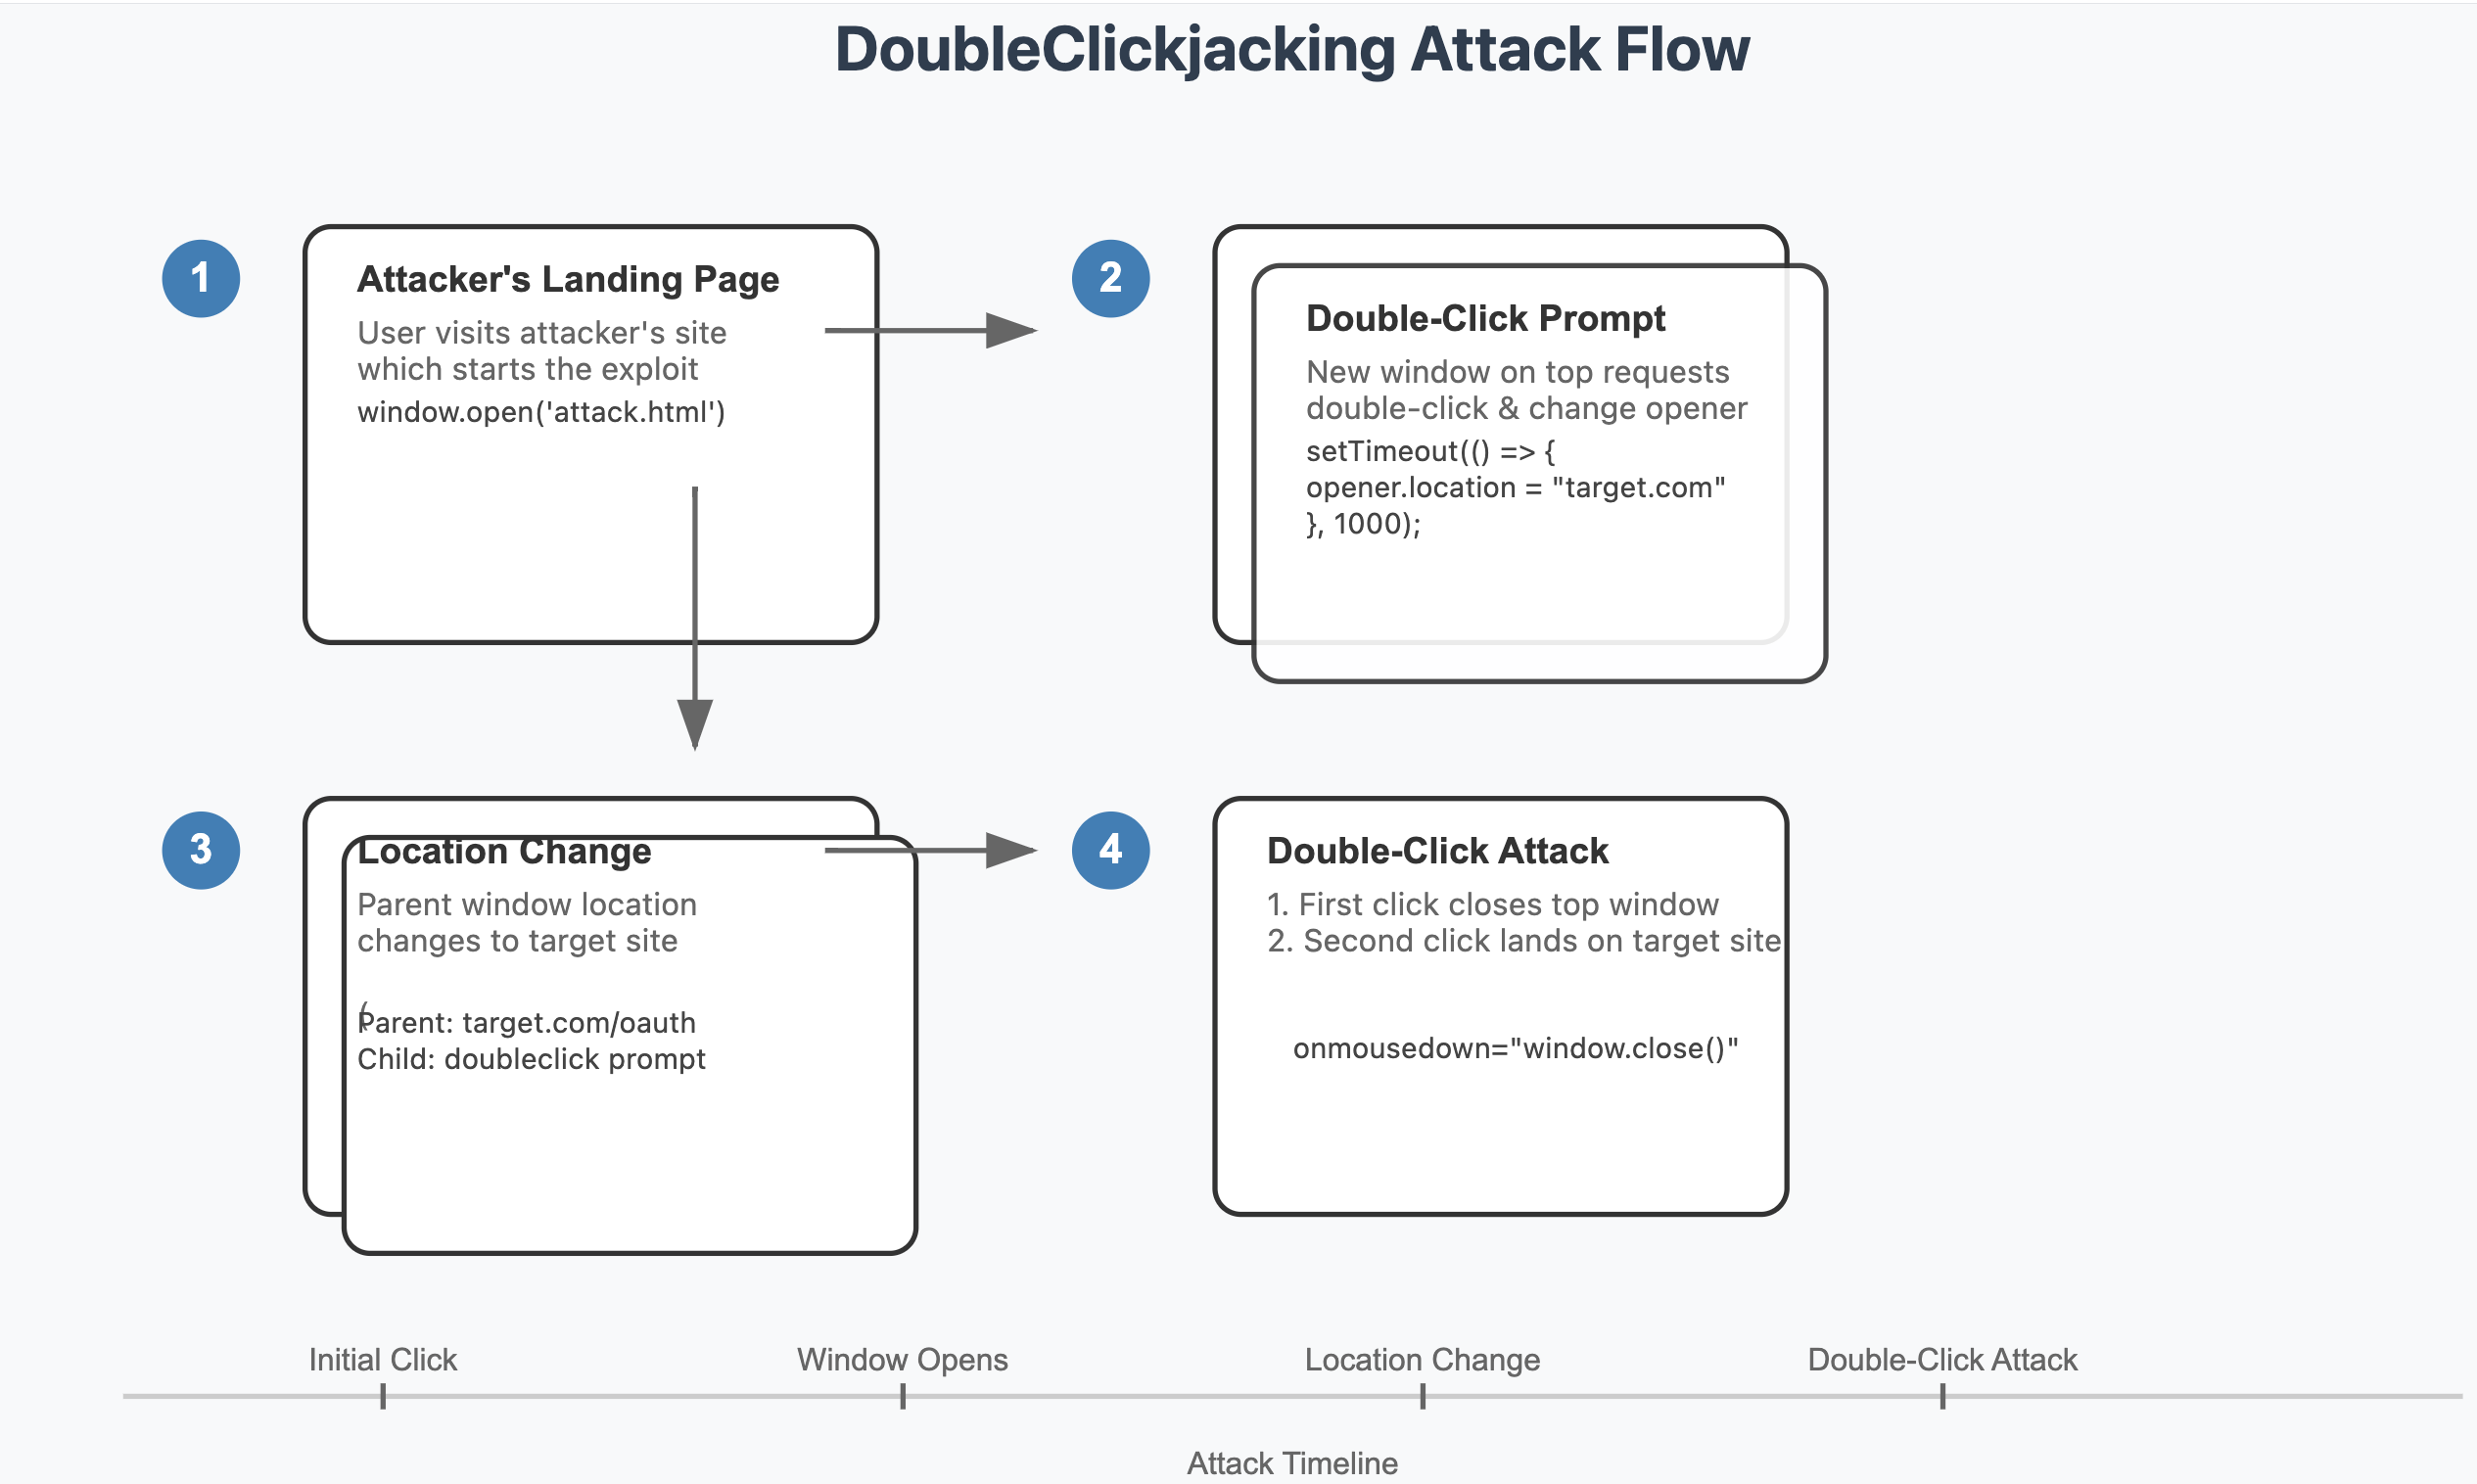 DoubleClickjacking Attack Flow
1
Attacker's Landing Page
User visits attacker's site
which starts the exploit
window.open('attack.html')
2
Double-Click Prompt
New window on top requests
double-click & change opener
setTimeout(() => {
opener.location = "target.com"
}, 1000);
3
Location Change
Parent window location
changes to target site
(
Parent: target.com/oauth
Child: doubleclick prompt
4
Double-Click Attack
1. First click closes top window
2. Second click lands on target site
onmousedown="window.close()"
Initial Click
Window Opens
Location Change
Double-Click Attack
Attack Timeline